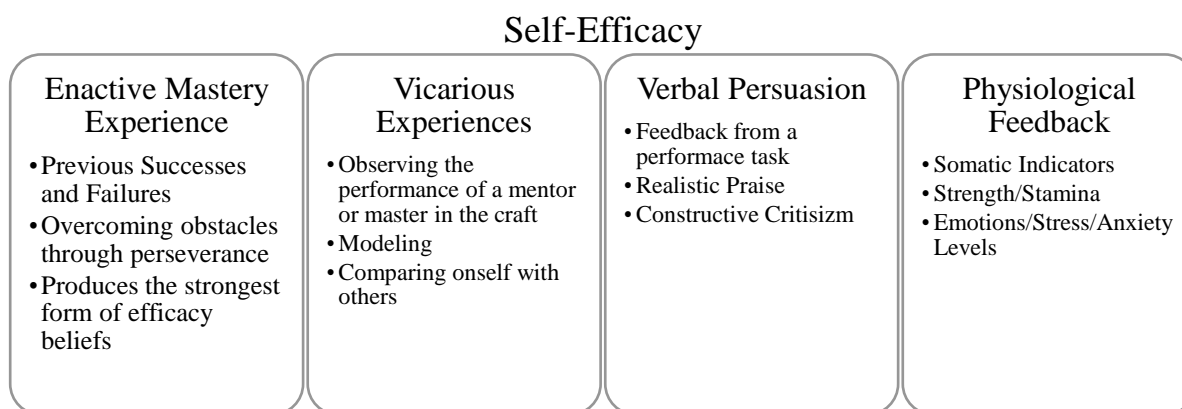 Self-Efficacy
Enactive Mastery
Experience
•Previous Successes
and Failures
•Overcoming obstacles
through perseverance
•Produces the strongest
form of efficacy
beliefs
Vicarious
Experiences
•Observing the
performance of a mentor
or master in the craft
•Modeling
•Comparing onself with
others
Verbal Persuasion
•Feedback from a
performace task
•Realistic Praise
•Constructive Critisizm
Physiological
Feedback
•Somatic Indicators
•Strength/Stamina
•Emotions/Stress/Anxiety
Levels